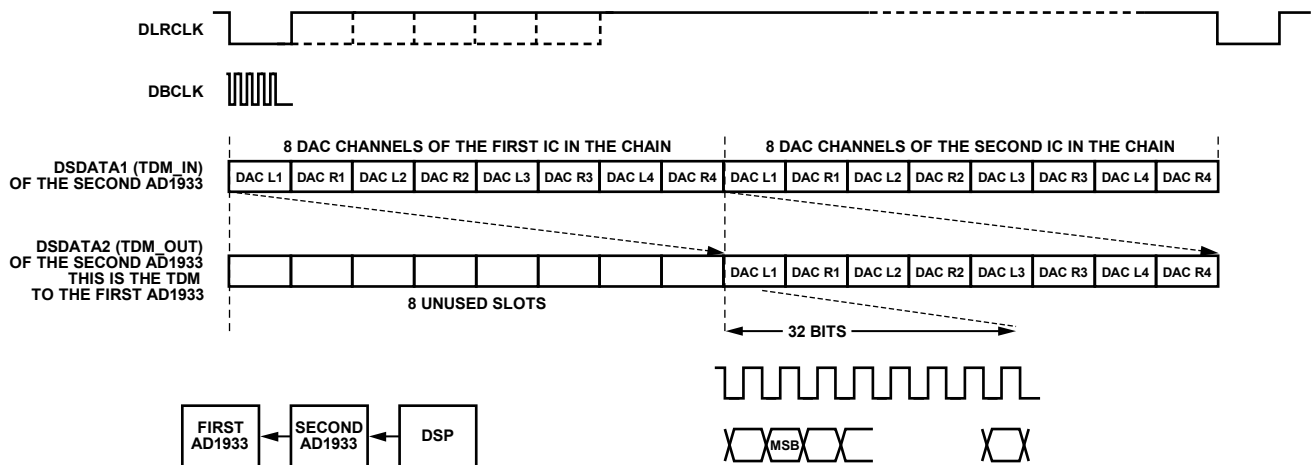 DLRCLK
DBCLK
8 DAC CHANNELS OF THE FIRST IC IN THE CHAIN
8 DAC CHANNELS OF THE SECOND IC IN THE CHAIN
DSDATA1 (TDM_IN)
OF THE SECOND AD1933
DAC L1 DAC R1 DAC L2 DAC R2 DAC L3 DAC R3 DAC L4 DAC R4 DAC L1 DAC R1 DAC L2 DAC R2 DAC L3 DAC R3 DAC L4 DAC R4
DSDATA2 (TDM_OUT)
OF THE SECOND AD1933
THIS IS THE TDM
TO THE FIRST AD1933
DAC L1 DAC R1 DAC L2 DAC R2 DAC L3 DAC R3 DAC L4 DAC R4
8 UNUSED SLOTS
32 BITS
FIRST
AD1933
SECOND
AD1933
DSP
MSB